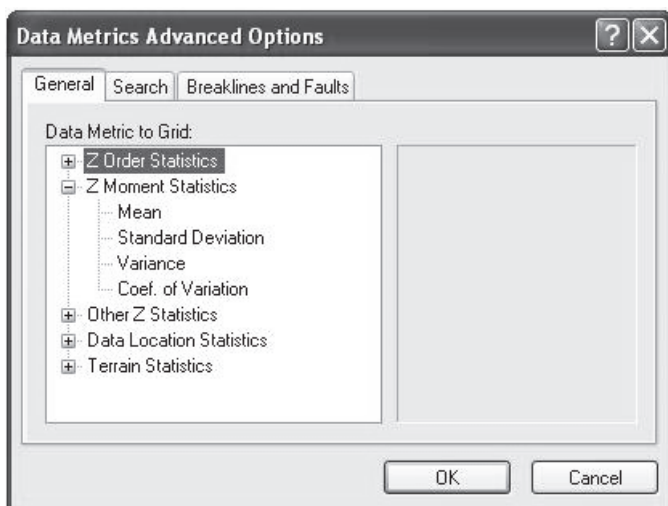 Data Metrics Advanced Options
General Search Breaklines and Faults
Data Metric to Grid:
Z Order Statistics
Z Moment Statistics
Mean
Standard Deviation
Variance
Coef. of Variation
Other Z Statistics
Data Location Statistics
Terrain Statistics
OK Cancel